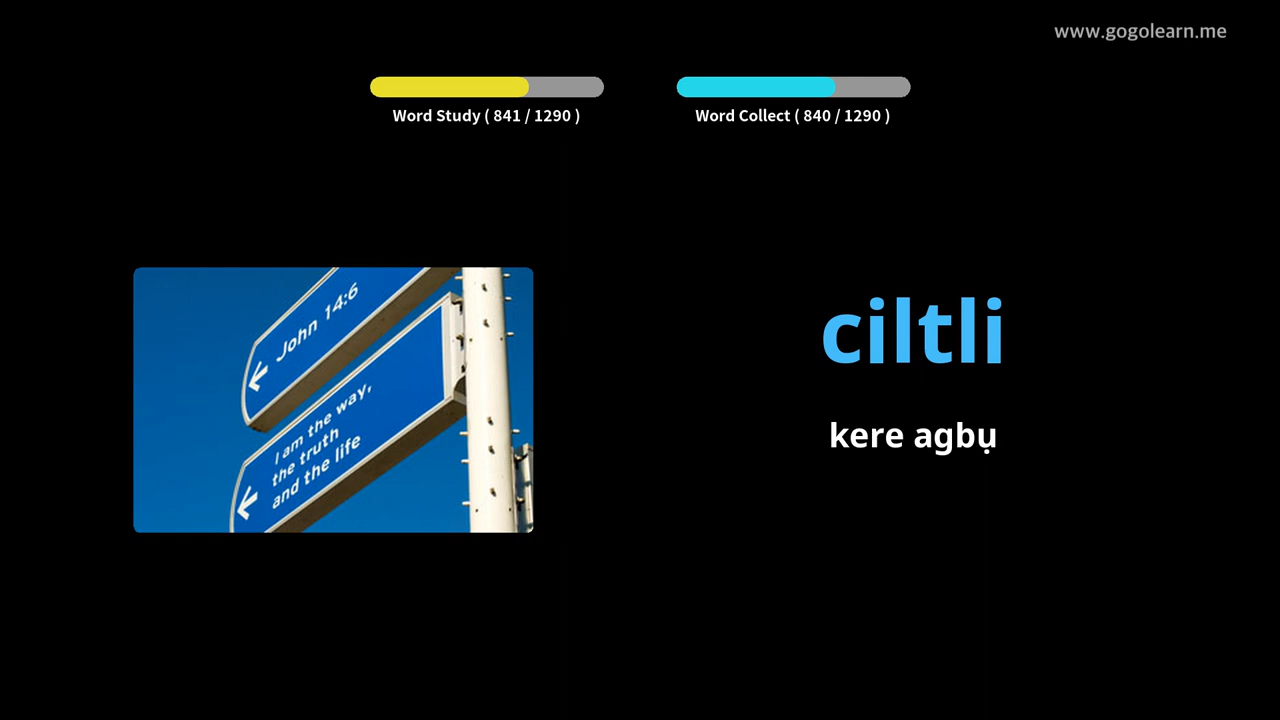 www.gogolearn.me
Word Study ( 841 / 1290 )
Word Collect ( 840 / 1290 )
John 14:6
I am the way,
the truth
and the life
ciltli
kere agbụ